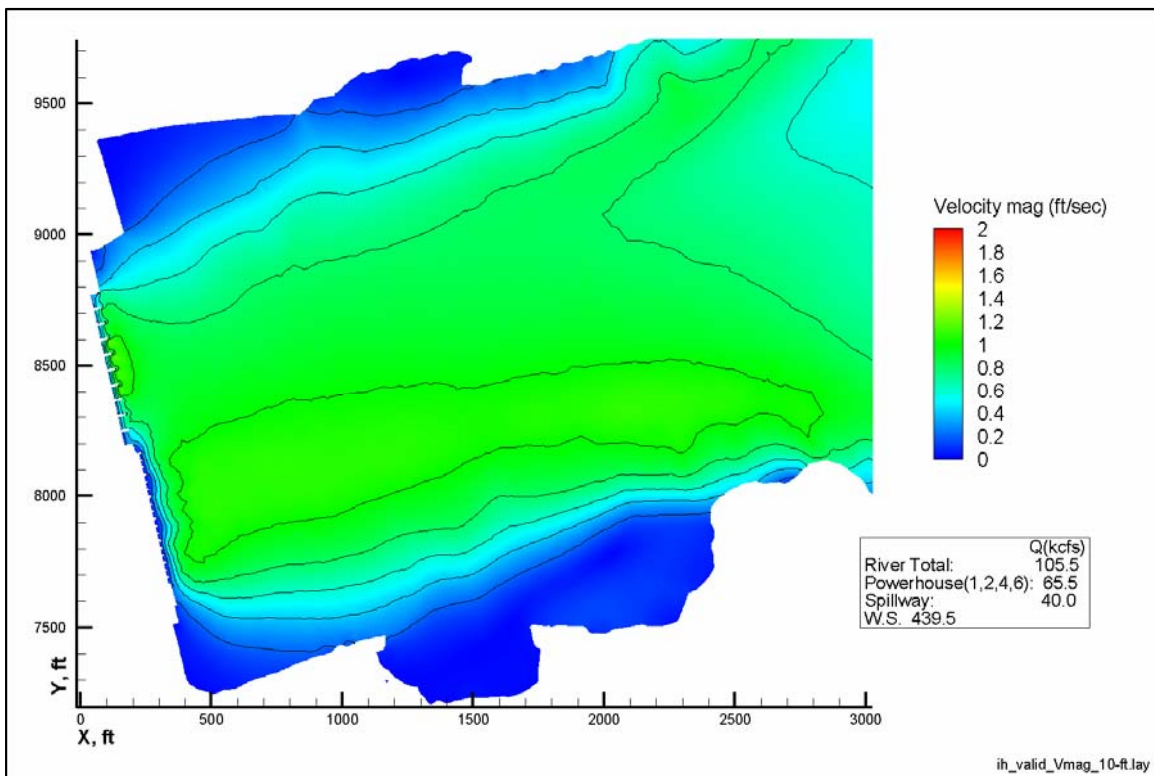 9500
9000
8500
8000
7500
Y, ft
0 500 1000 1500 2000 2500 3000
X, ft
Velocity mag (ft/sec)
2
1.8
1.6
1.4
1.2
1
0.8
0.6
0.4
0.2
0
Q(kcfs)
River Total: 105.5
Powerhouse(1,2,4,6): 65.5
Spillway: 40.0
W.S. 439.5
ih_valid_Vmag_10-ft.lay